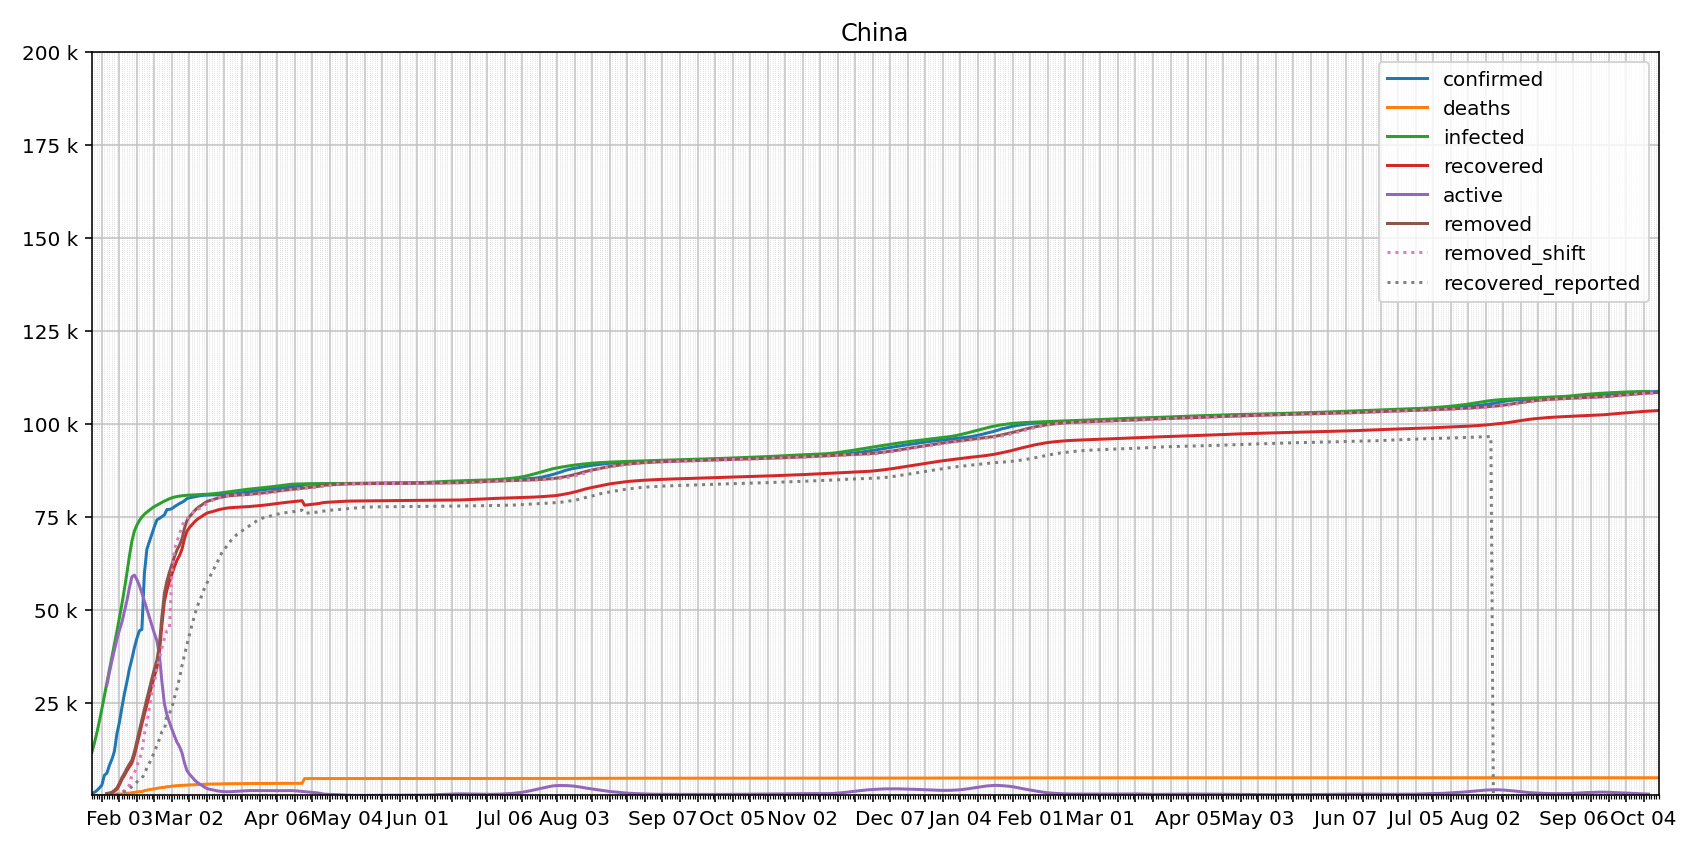 China
200 k
175 k
150 k
125 k
100 k
75 k
50 k
25 k
confirmed
deaths
infected
recovered
active
removed
removed_shift
recovered_reported
Feb 03 Mar 02 Apr 06 May 04 Jun 01 Jul 06 Aug 03 Sep 07 Oct 05 Nov 02 Dec 07 Jan 04 Feb 01 Mar 01 Apr 05 May 03 Jun 07 Jul 05 Aug 02 Sep 06 Oct 04